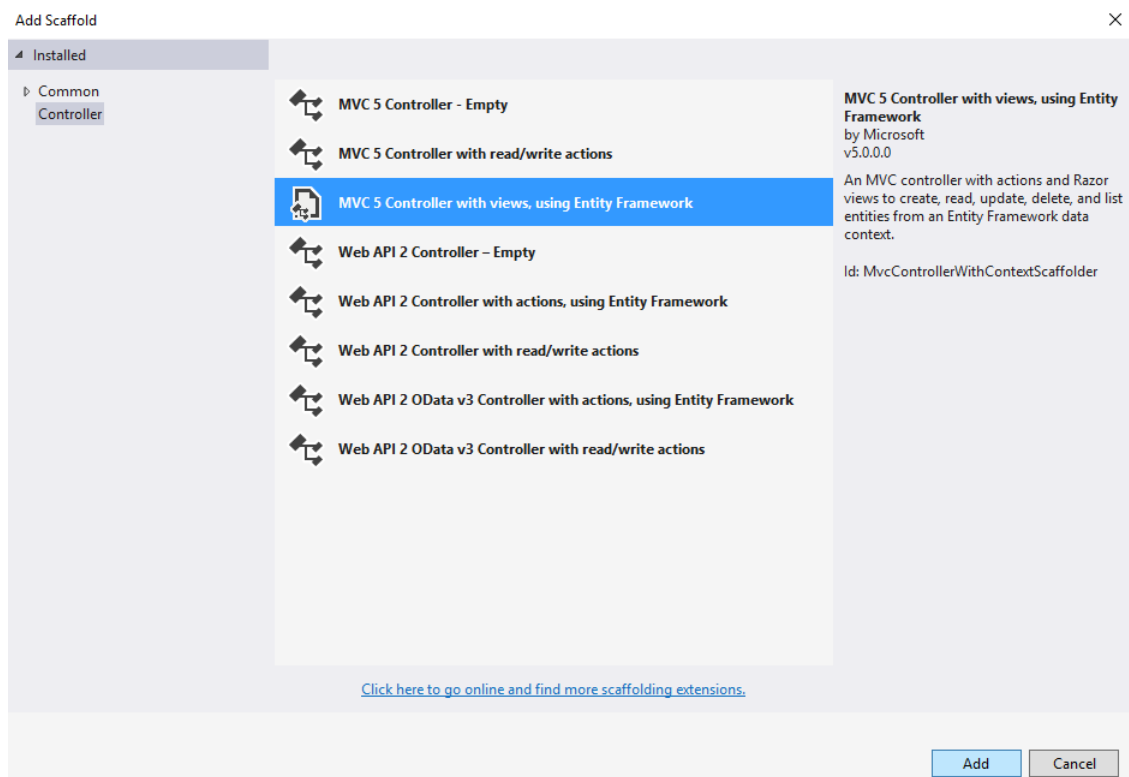 Add Scaffold
Installed
Common
Controller
MVC 5 Controller - Empty
MVC 5 Controller with read/write actions
MVC 5 Controller with views, using Entity Framework
Web API 2 Controller – Empty
Web API 2 Controller with actions, using Entity Framework
Web API 2 Controller with read/write actions
Web API 2 OData v3 Controller with actions, using Entity Framework
Web API 2 OData v3 Controller with read/write actions
Click here to go online and find more scaffolding extensions.
MVC 5 Controller with views, using Entity
Framework
by Microsoft
v5.0.0.0
An MVC controller with actions and Razor
views to create, read, update, delete, and list
entities from an Entity Framework data
context.
Id: MvcControllerWithContextScaffolder
Add
Cancel